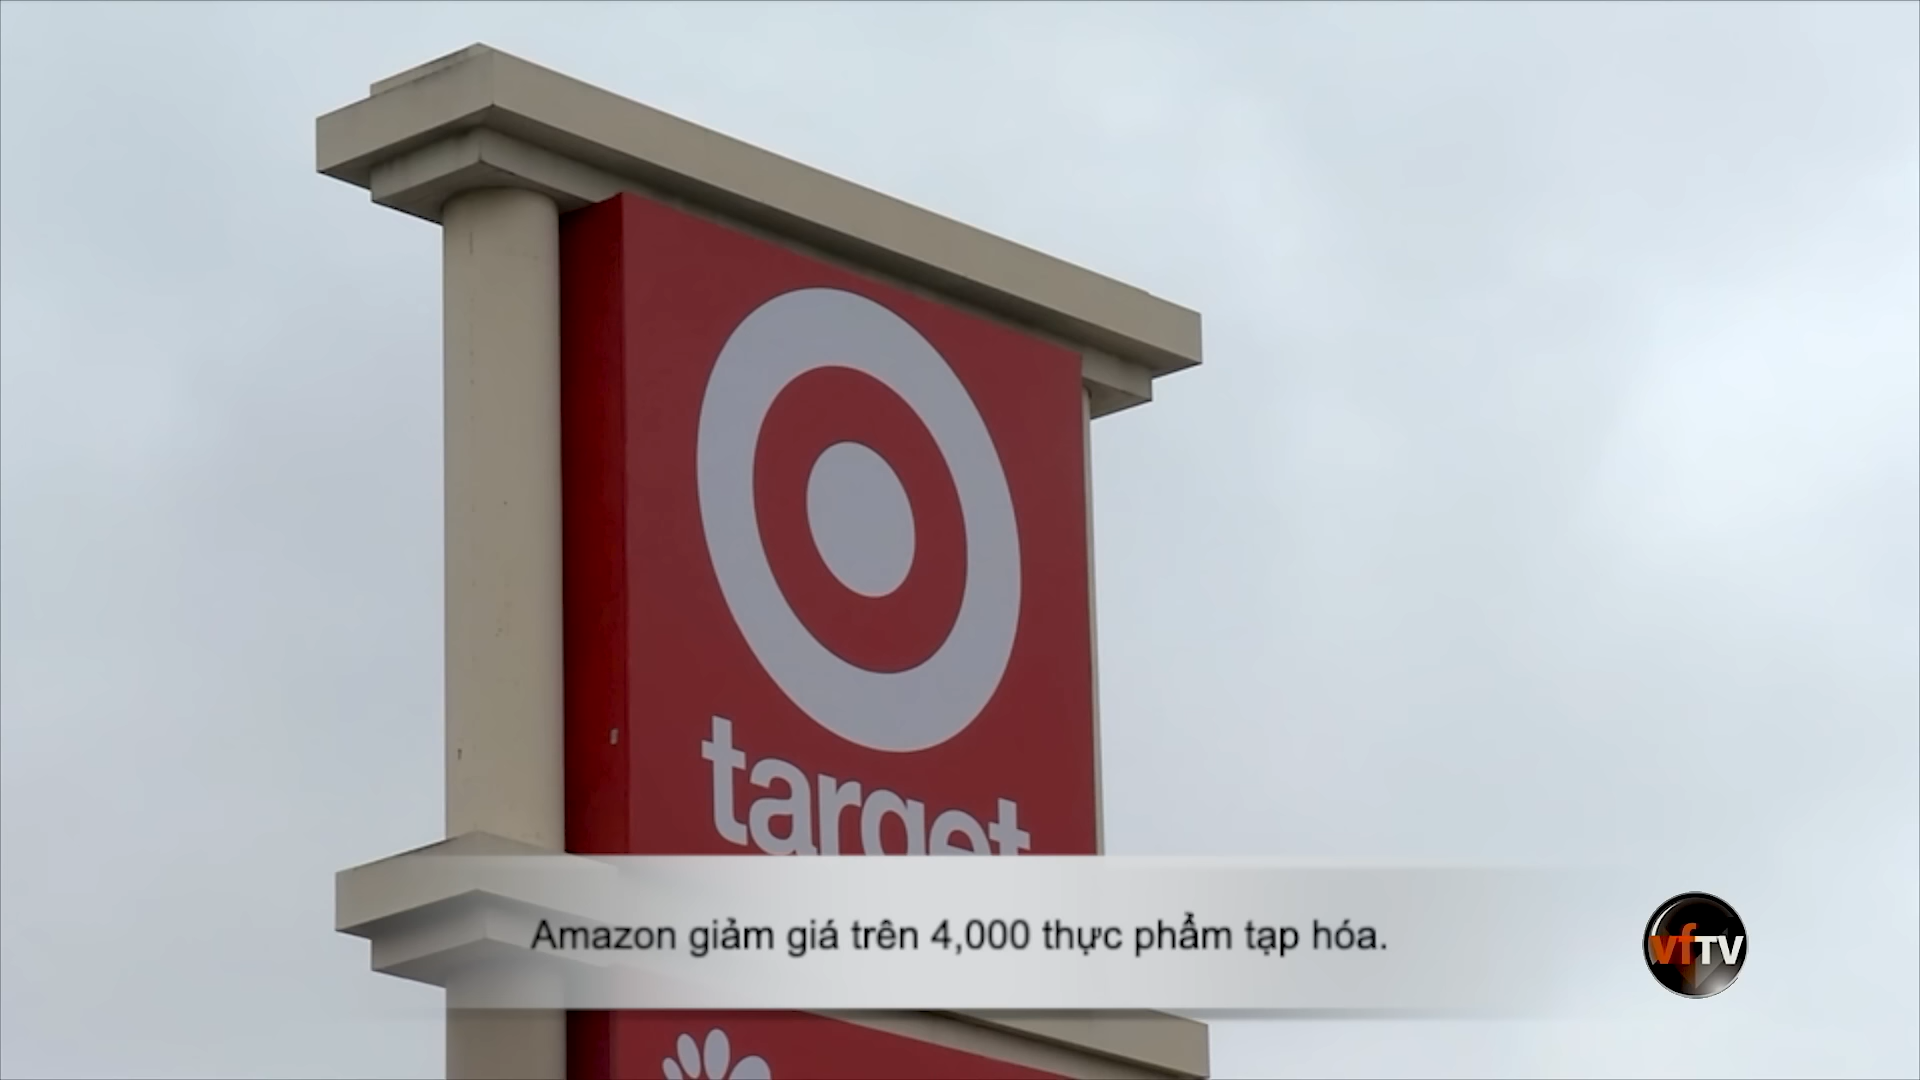 target
Amazon giảm giá trên 4,000 thực phẩm tạp hóa.
vfTV